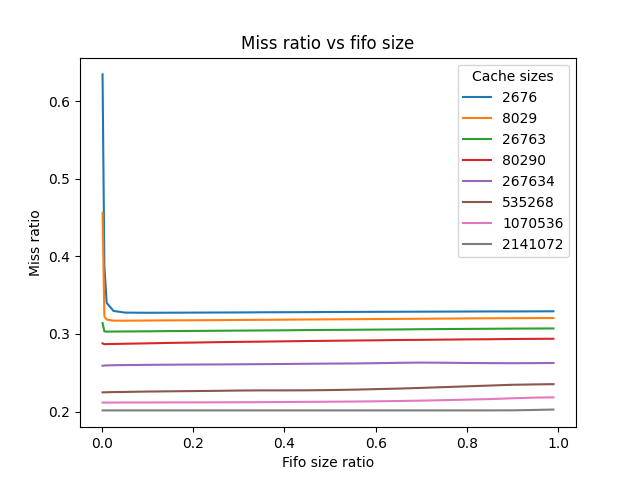 Miss ratio vs fifo size
Miss ratio
0.6
0.5
0.4
0.3
0.2
0.0 0.2 0.4 0.6 0.8 1.0
Fifo size ratio
Cache sizes
2676
8029
26763
80290
267634
535268
1070536
2141072